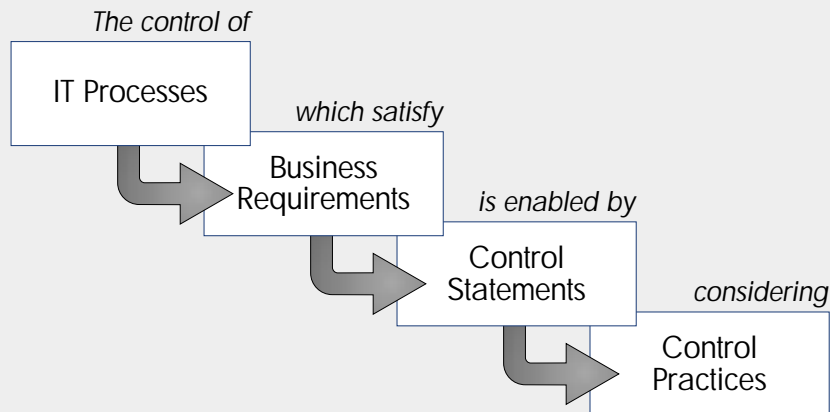 The control of
IT Processes
which satisfy
Business
Requirements
is enabled by
Control
Statements
considering
Control
Practices